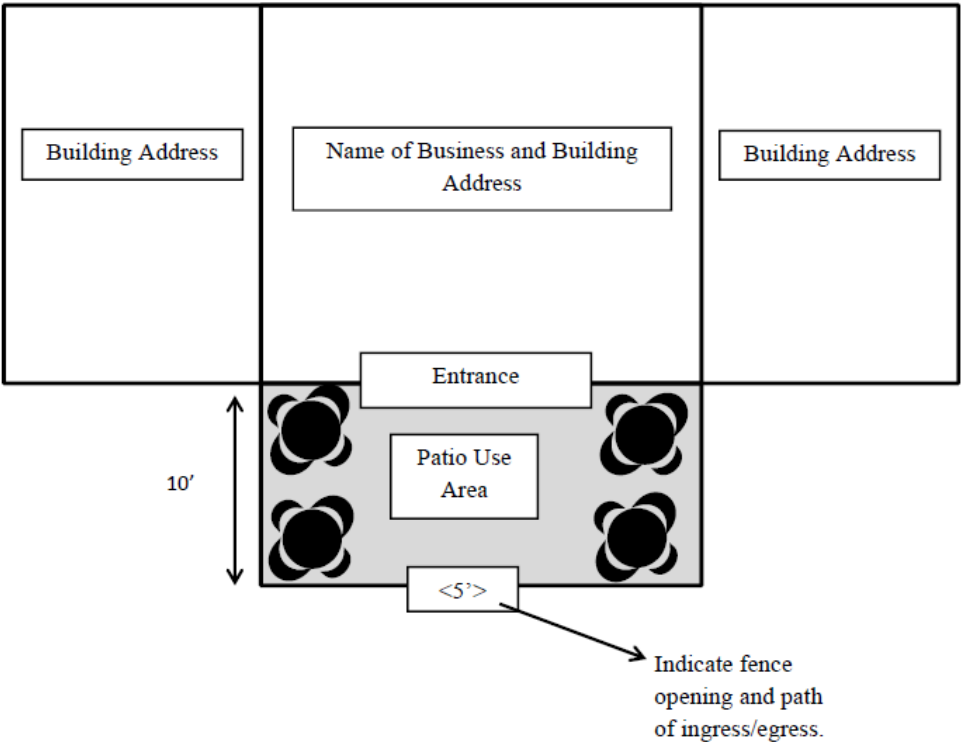 Building Address
Name of Business and Building
Address
Building Address
Entrance
Patio Use
Area
10’
<5’>
Indicate fence
opening and path
of ingress/egress.